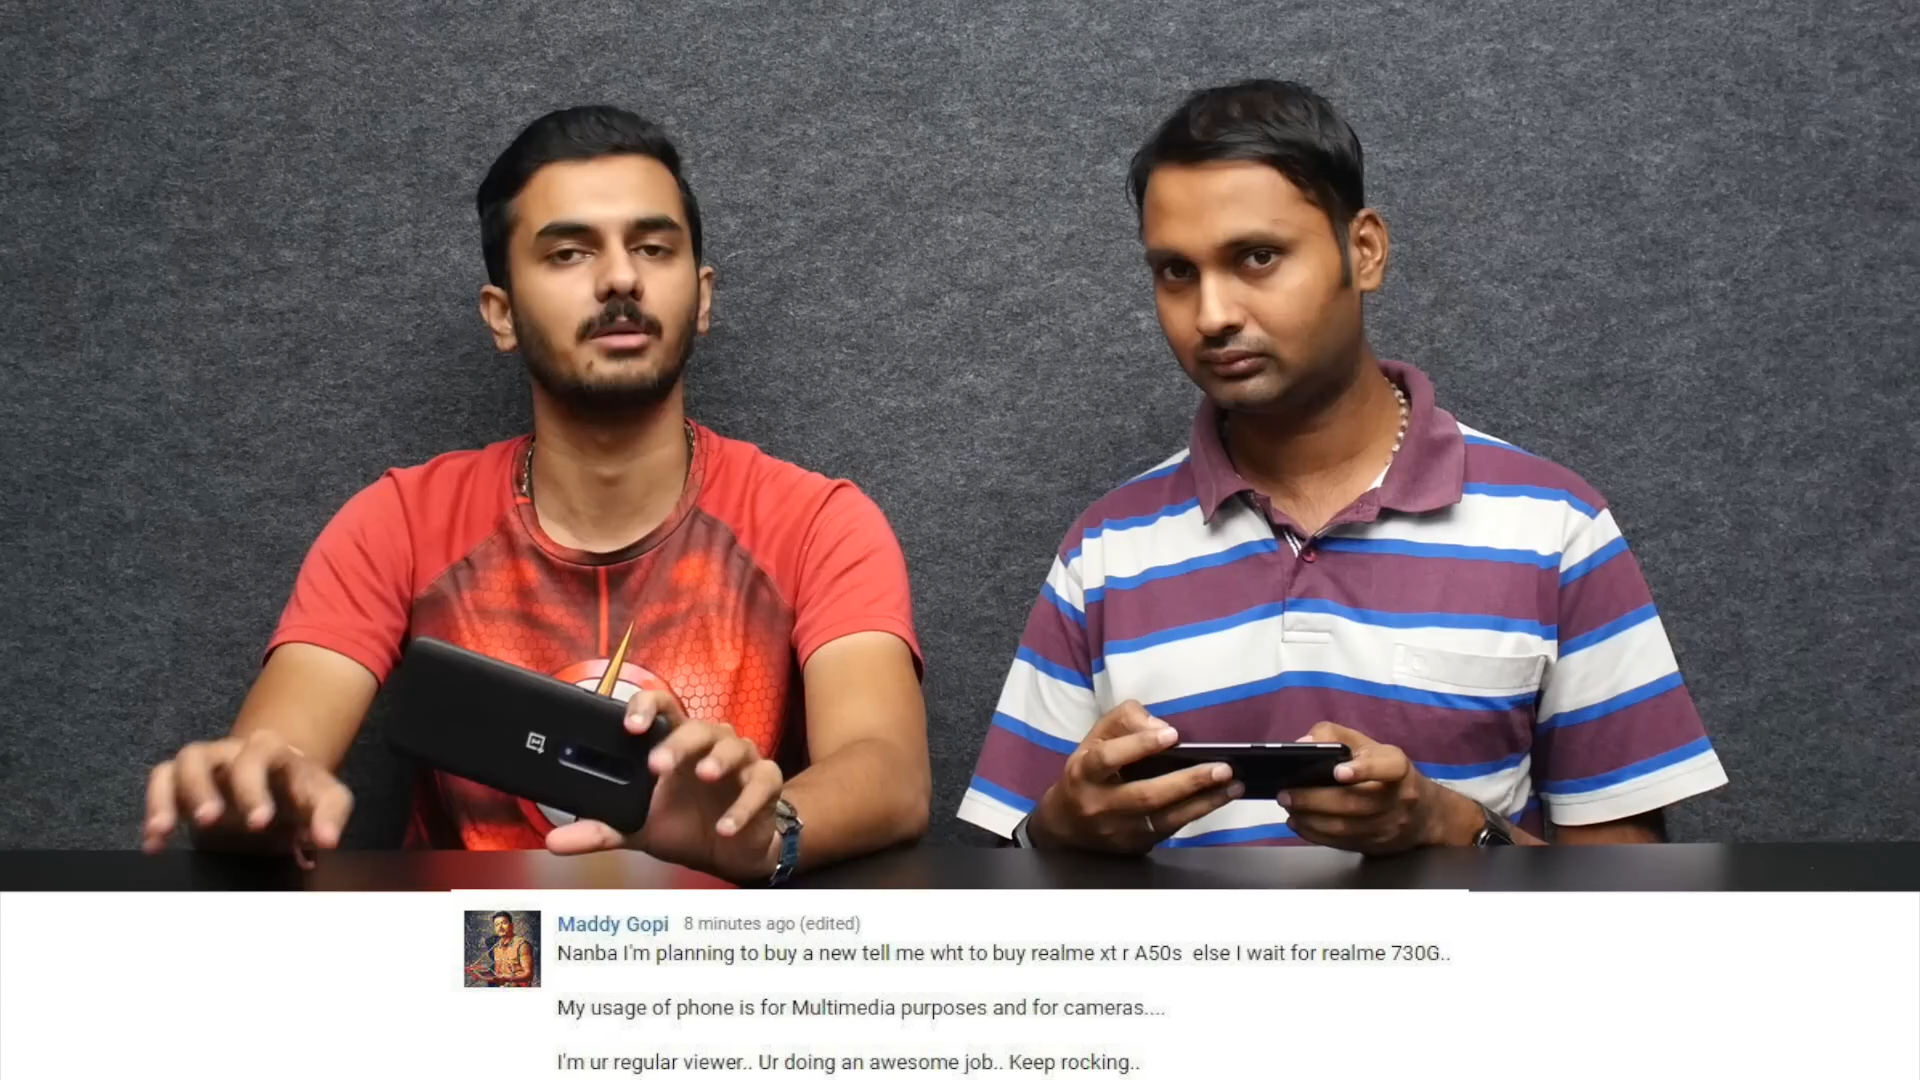 Maddy Gopi 8 minutes ago (edited)
Nanba I'm planning to buy a new tell me wht to buy realme xt r A50s else I wait for realme 730G..
My usage of phone is for Multimedia purposes and for cameras....
I'm ur regular viewer.. Ur doing an awesome job.. Keep rocking..